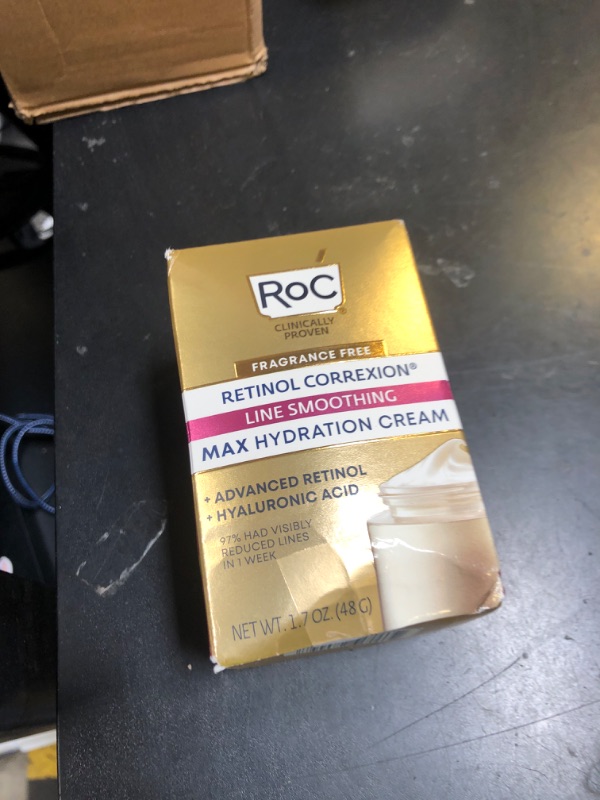 RoC®
CLINICALLY
PROVEN
FRAGRANCE FREE
RETINOL CORREXION®
LINE SMOOTHING
MAX HYDRATION CREAM
+ ADVANCED RETINOL
+ HYALURONIC ACID
97% HAD VISIBLY
REDUCED LINES
IN 1 WEEK
NET WT. 1.7 OZ. (48 G)